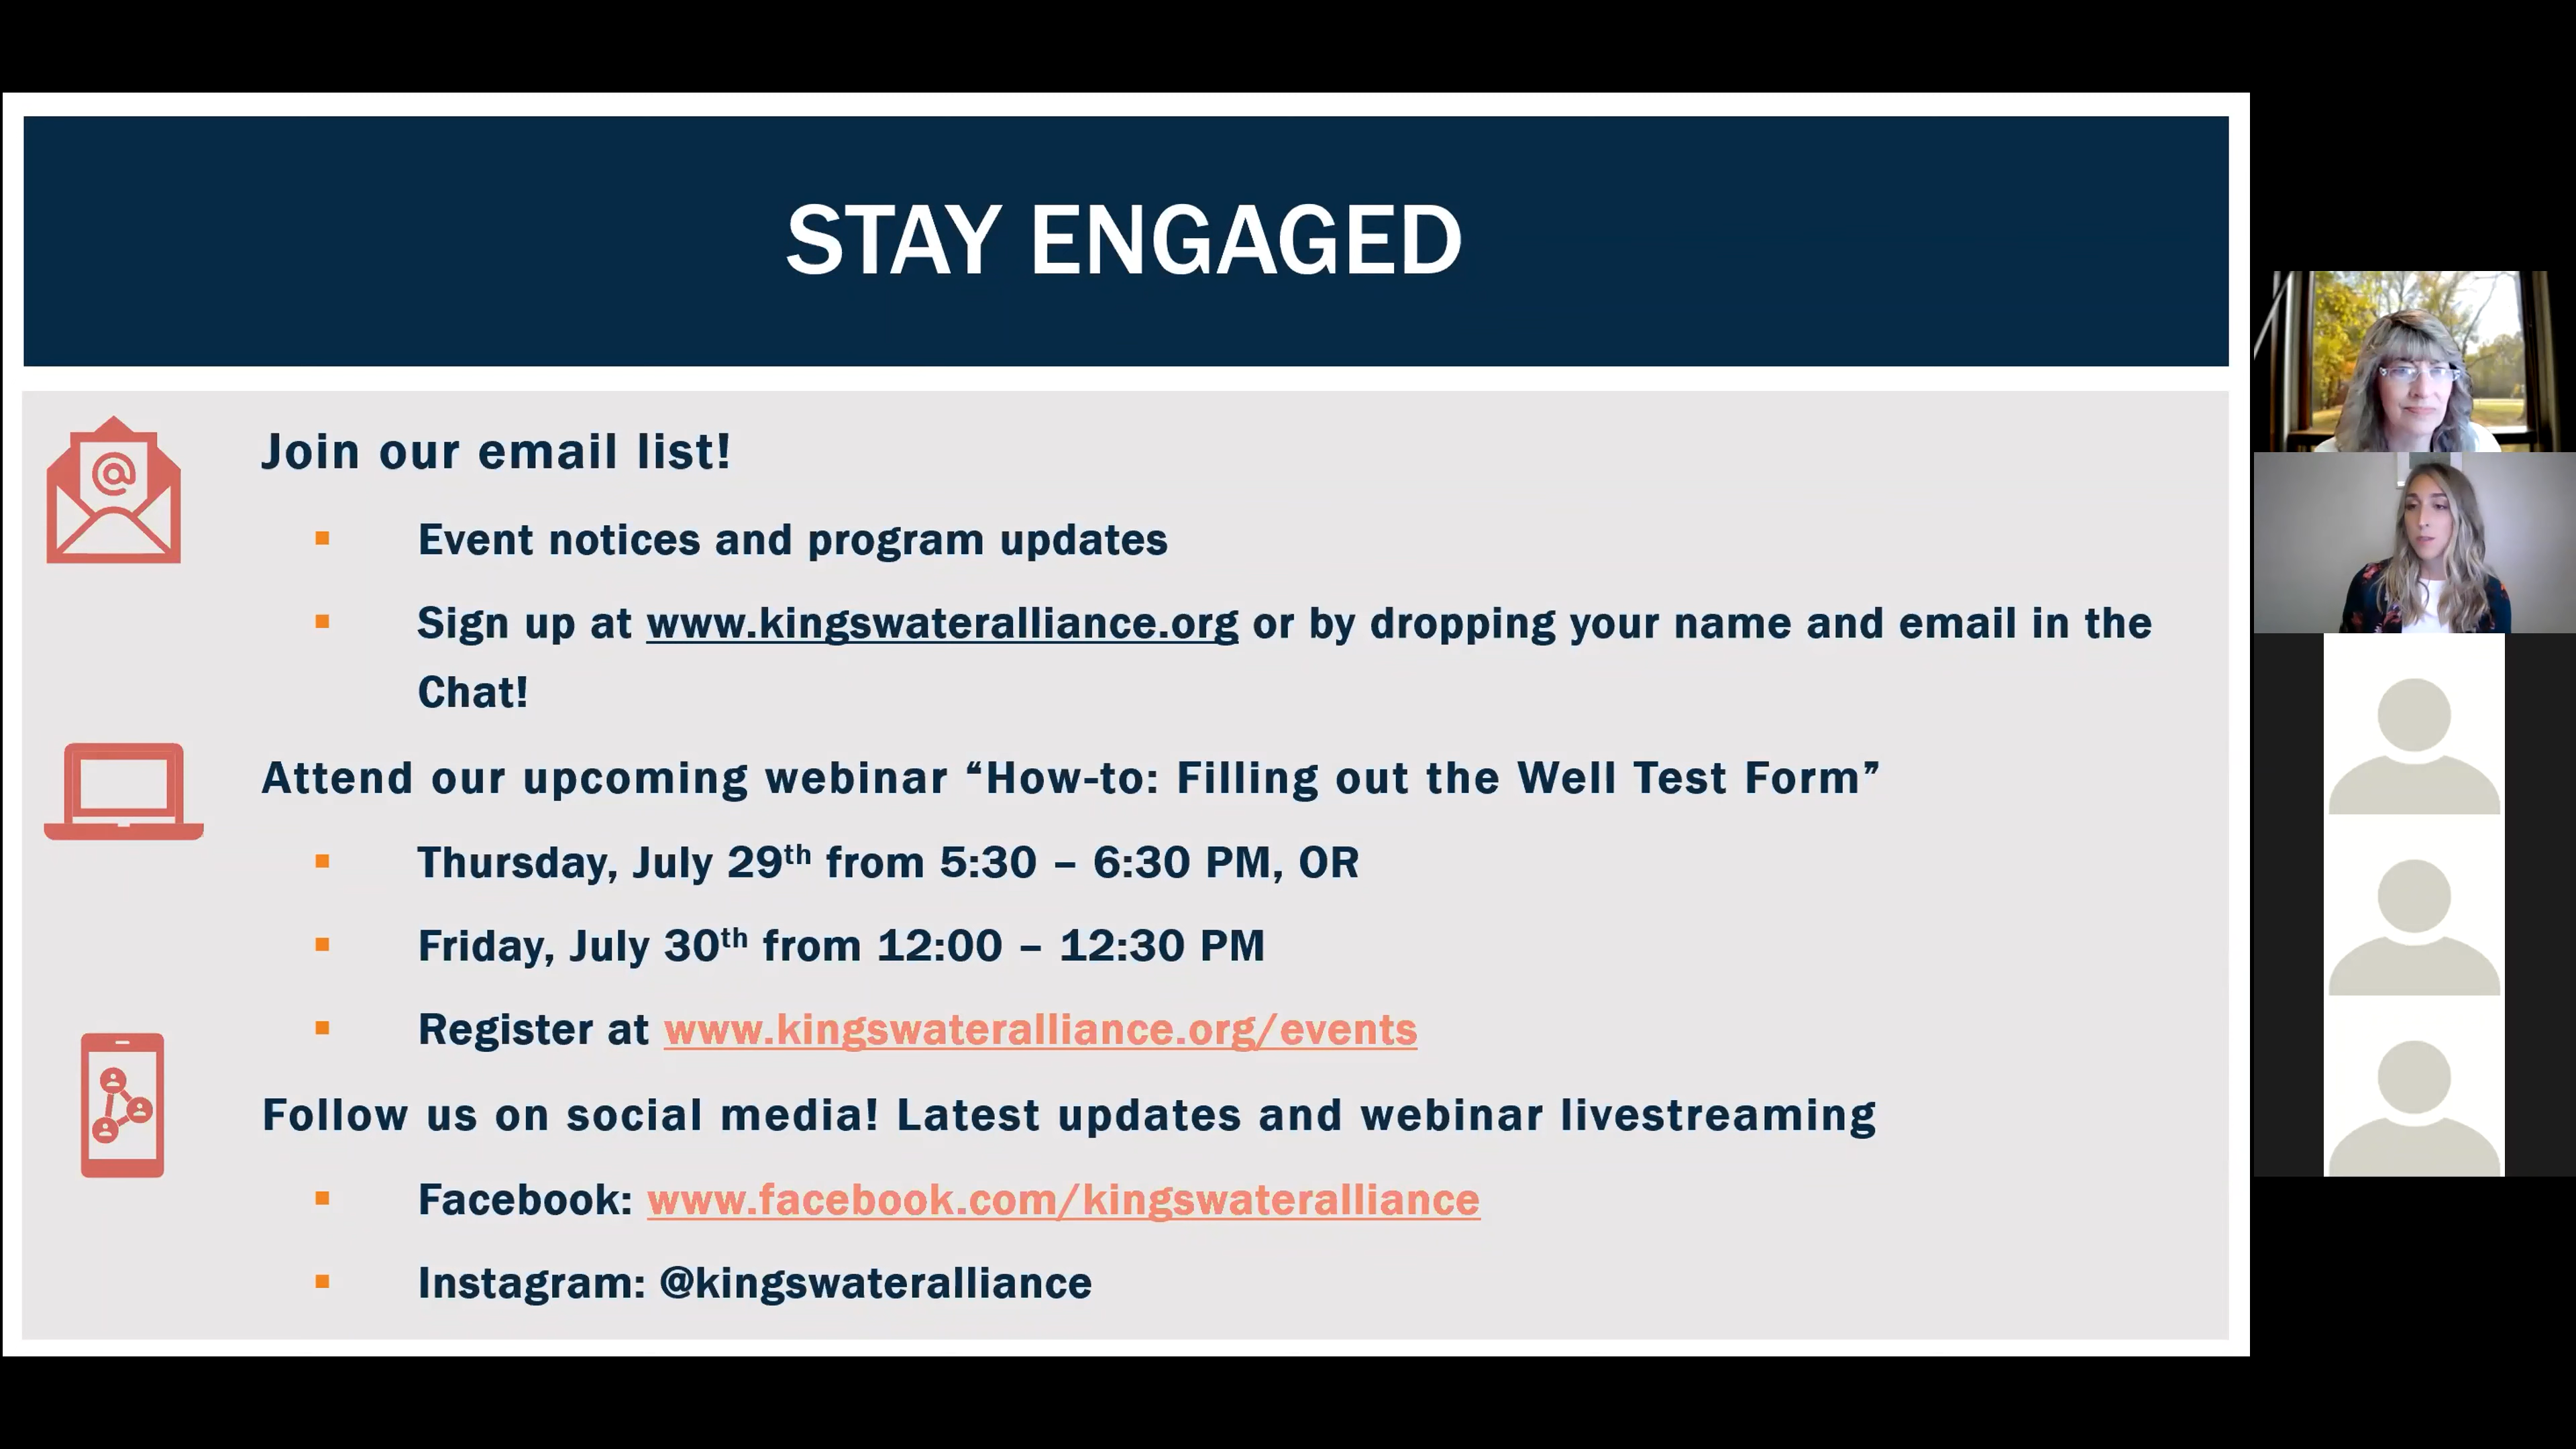 STAY ENGAGED
Join our email list!
Event notices and program updates
Sign up at www.kingswateralliance.org or by dropping your name and email in the
Chat!
Attend our upcoming webinar “How-to: Filling out the Well Test Form”
Thursday, July 29th from 5:30 – 6:30 PM, OR
Friday, July 30th from 12:00 – 12:30 PM
Register at www.kingswateralliance.org/events
Follow us on social media! Latest updates and webinar livestreaming
Facebook: www.facebook.com/kingswateralliance
Instagram: @kingswateralliance